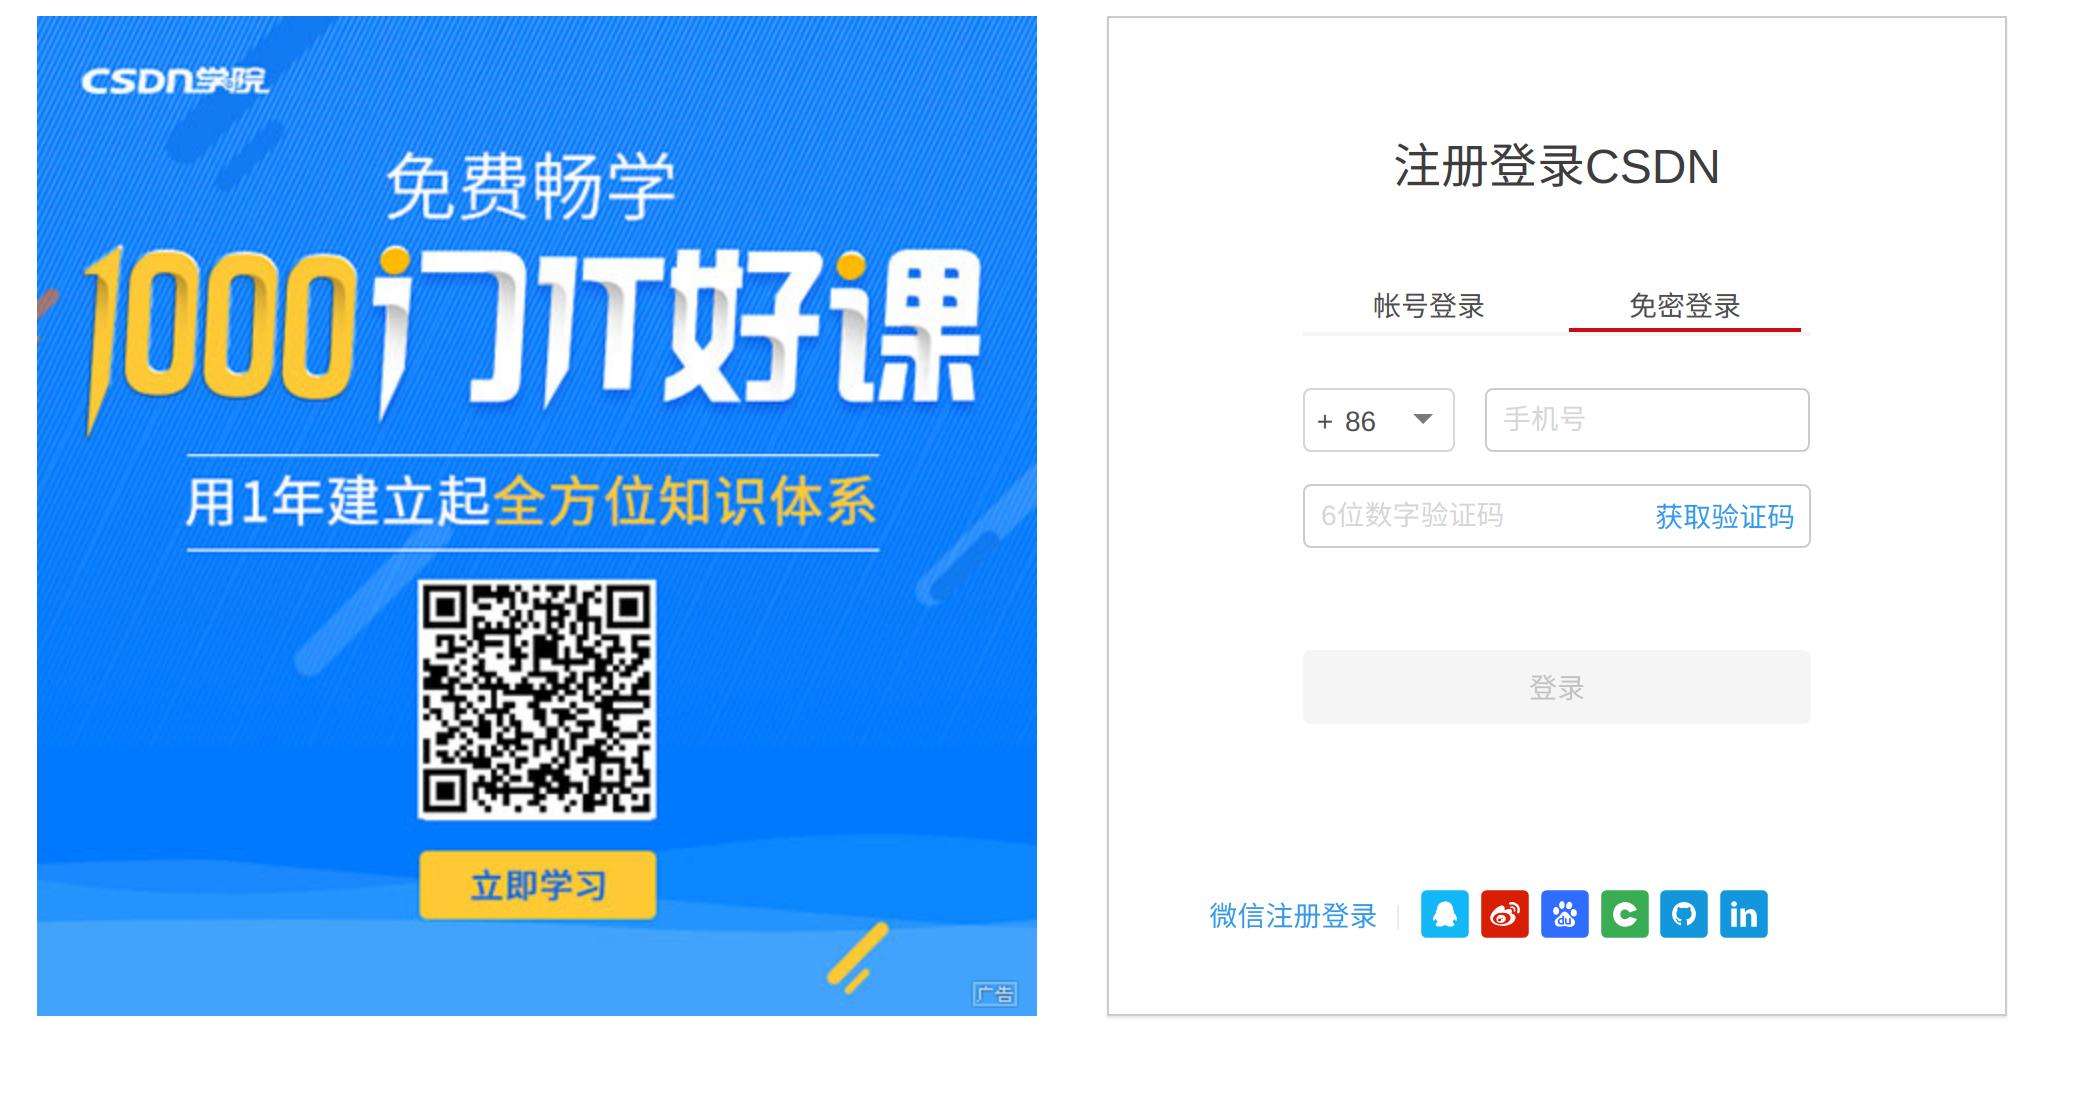 CSDN学院
免费畅学
1000门IT好课
用1年建立起全方位知识体系
立即学习
广告
注册登录CSDN
帐号登录 免密登录
+ 86 手机号
6位数字验证码 获取验证码
登录
微信注册登录
du
in